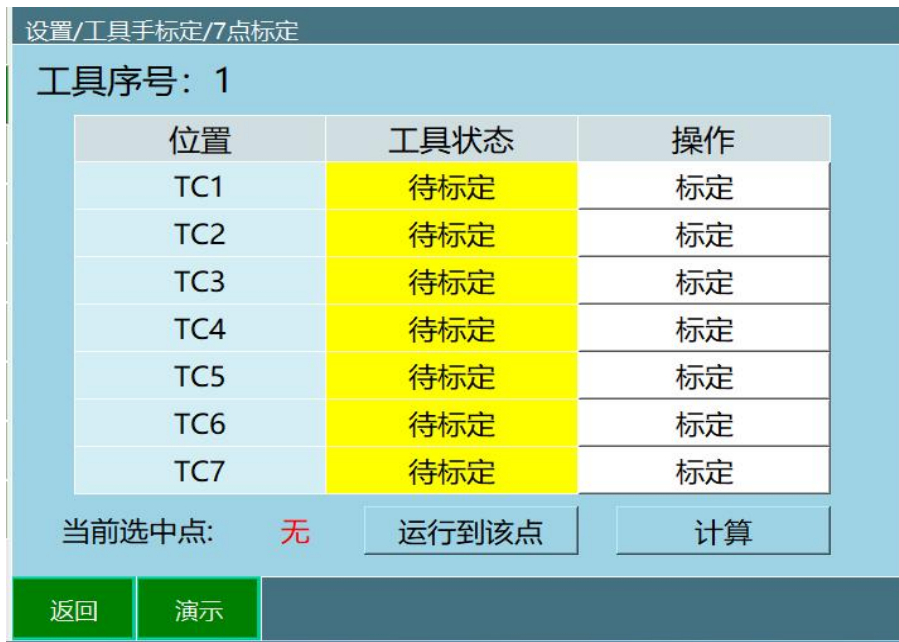 设置/工具手标定/7点标定
工具序号：1
位置 工具状态 操作
TC1 待标定 标定
TC2 待标定 标定
TC3 待标定 标定
TC4 待标定 标定
TC5 待标定 标定
TC6 待标定 标定
TC7 待标定 标定
当前选中点: 无 运行到该点 计算
返回 演示